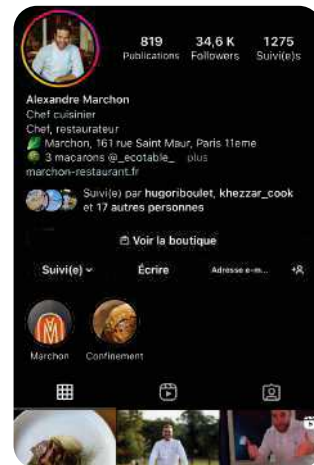 819 34,6 K 1275
Publications Followers Suivi(e)s
Alexandre Marchon
Chef cuisinier
Chef, restaurateur
Marchon, 161 rue Saint Maur, Paris 11eme
3 macarons @_ecotable_ plus
marchon-restaurant.fr
Suivi(e) par hugoriboulet, khezzar_cook
et 17 autres personnes
Voir la boutique
Suivi(e) Écrire Adresse e-m...
Marchon Confinement